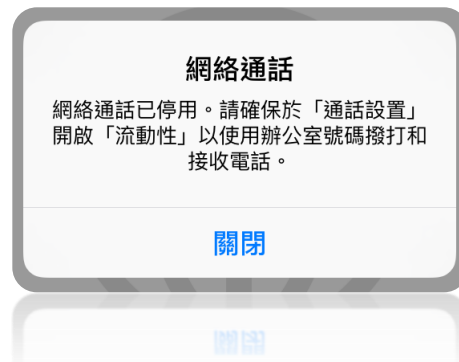 網絡通話
網絡通話已停用。請確保於「通話設置」
開啟「流動性」以使用辦公室號碼撥打和
接收電話。
關閉